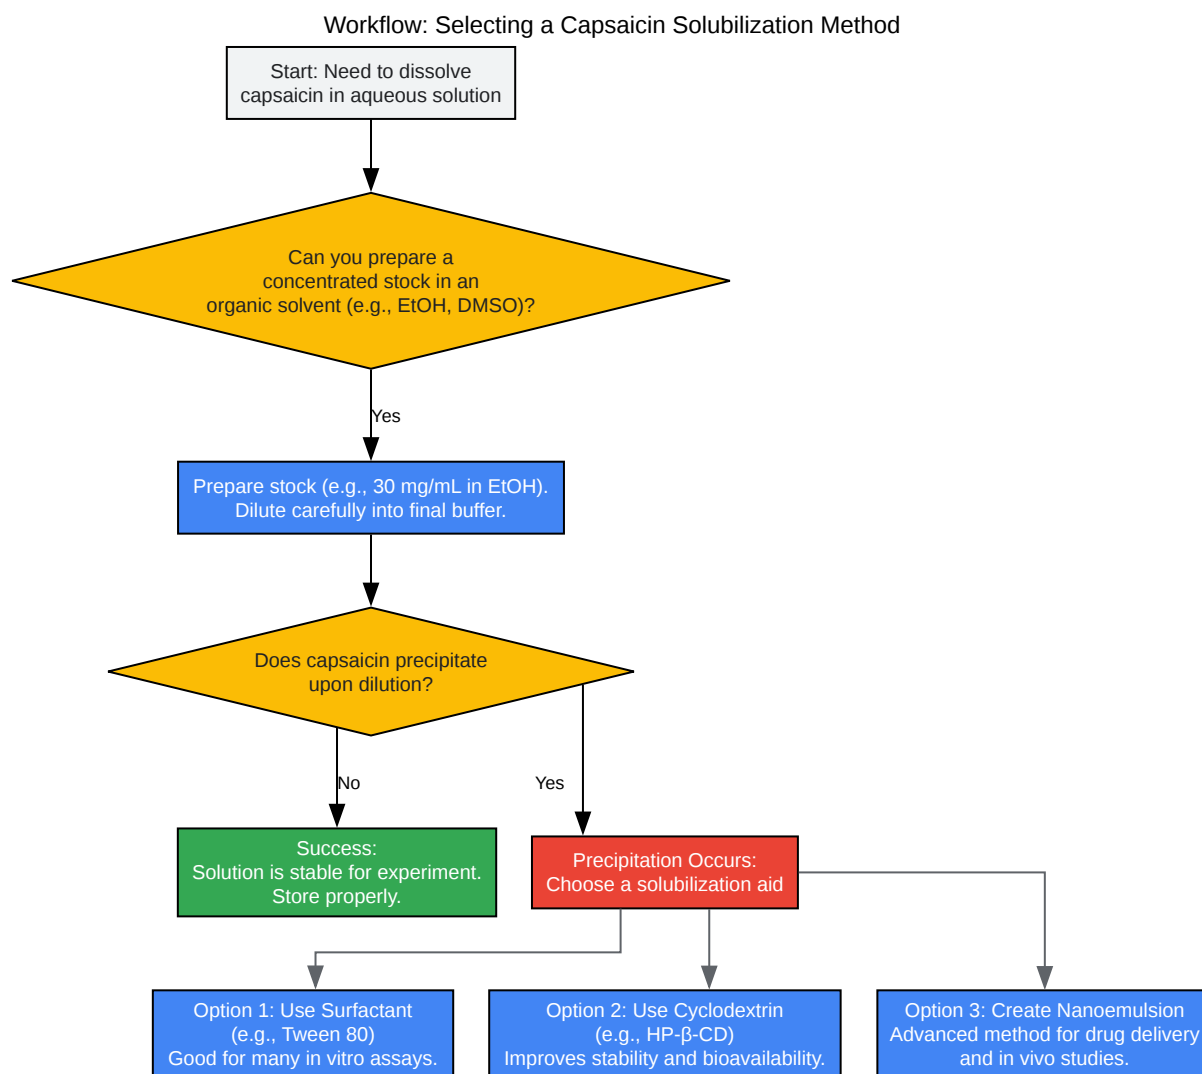 Workflow: Selecting a Capsaicin Solubilization Method
Start: Need to dissolve
capsaicin in aqueous solution
Can you prepare a
concentrated stock in an
organic solvent (e.g., EtOH, DMSO)?
Yes
Prepare stock (e.g., 30 mg/mL in EtOH).
Dilute carefully into final buffer.
Does capsaicin precipitate
upon dilution?
No
Yes
Success:
Solution is stable for experiment.
Store properly.
Precipitation Occurs:
Choose a solubilization aid
Option 1: Use Surfactant
(e.g., Tween 80)
Good for many in vitro assays.
Option 2: Use Cyclodextrin
(e.g., HP-β-CD)
Improves stability and bioavailability.
Option 3: Create Nanoemulsion
Advanced method for drug delivery
and in vivo studies.